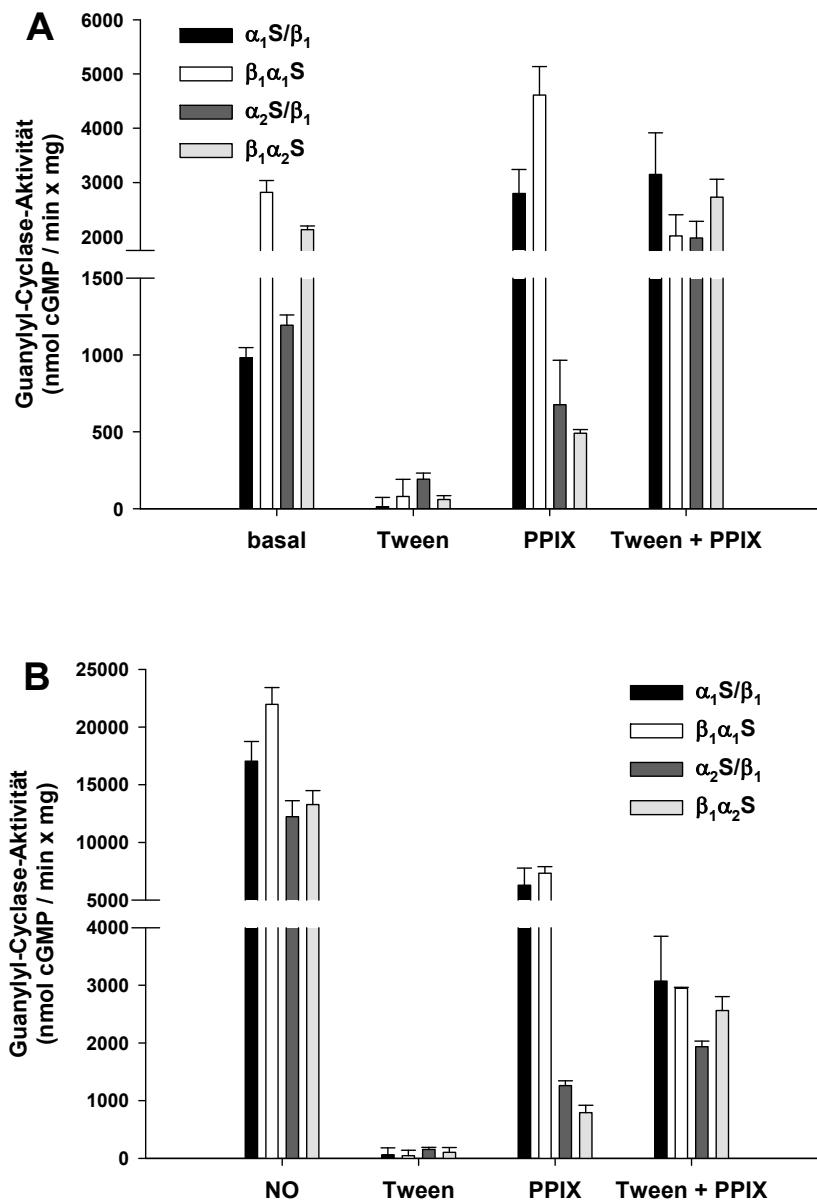 A
6000
5000
4000
3000
2000
1500
1000
500
0
Guanylyl-Cyclase-Aktivität
(nmol cGMP / min x mg)
α₁S/β₁
β₁α₁S
α₂S/β₁
β₁α₂S
basal Tween PPIX Tween + PPIX
B
25000
20000
15000
10000
5000
4000
3000
2000
1000
0
Guanylyl-Cyclase-Aktivität
(nmol cGMP / min x mg)
α₁S/β₁
β₁α₁S
α₂S/β₁
β₁α₂S
NO Tween PPIX Tween + PPIX